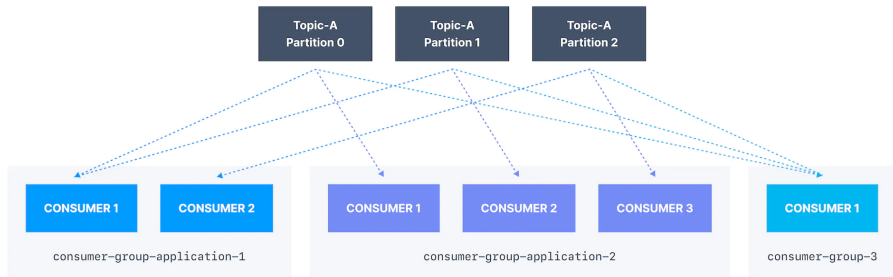 Topic-A
Partition 0
Topic-A
Partition 1
Topic-A
Partition 2
CONSUMER 1
CONSUMER 2
consumer-group-application-1
CONSUMER 1
CONSUMER 2
CONSUMER 3
consumer-group-application-2
CONSUMER 1
consumer-group-3